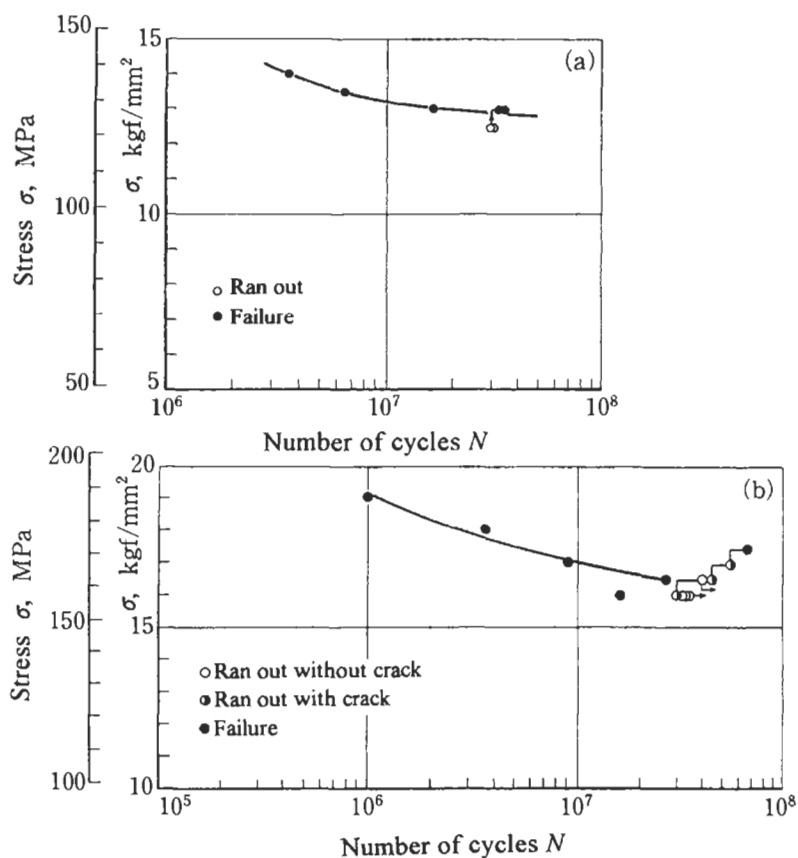 150
15
(a)
100
10
50
5
Stress σ, MPa
σ, kgf/mm²
○ Ran out
● Failure
10⁶
10⁷
10⁸
Number of cycles N
200
20
(b)
150
15
100
10
Stress σ, MPa
σ, kgf/mm²
○ Ran out without crack
◑ Ran out with crack
● Failure
10⁵
10⁶
10⁷
10⁸
Number of cycles N